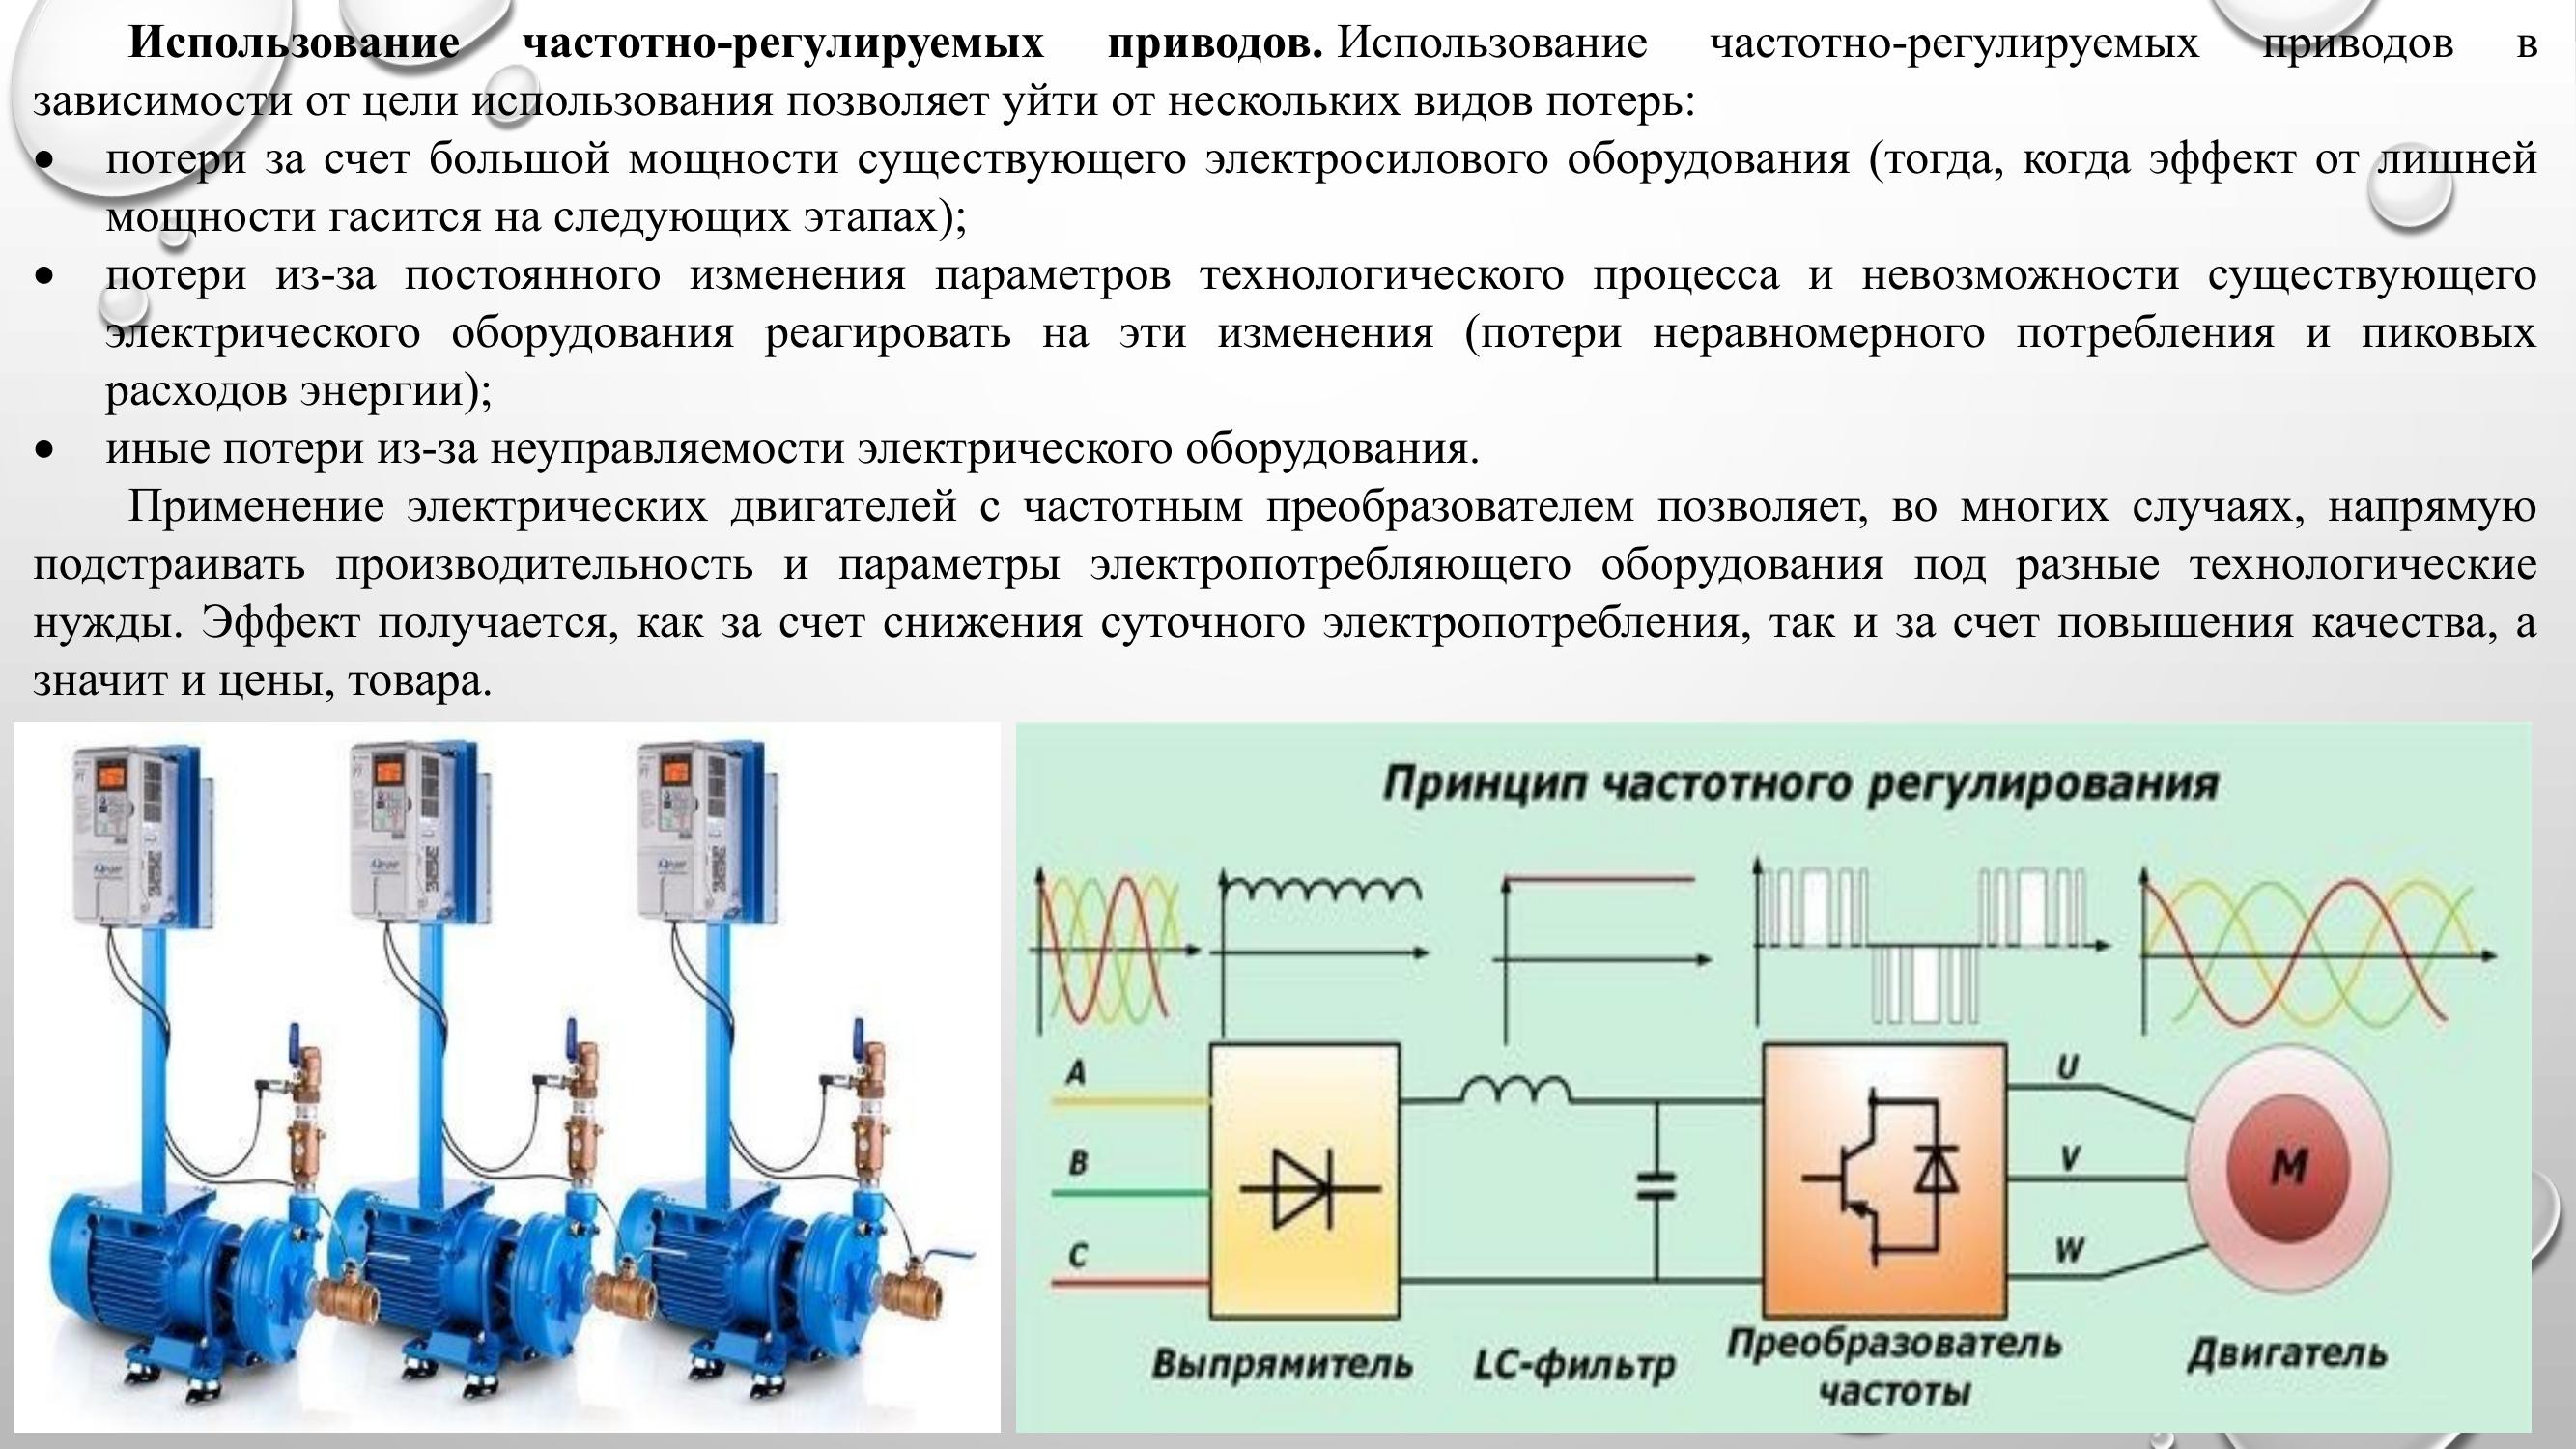 Использование частотно-регулируемых приводов. Использование частотно-регулируемых приводов в
зависимости от цели использования позволяет уйти от нескольких видов потерь:
• потери за счет большой мощности существующего электросилового оборудования (тогда, когда эффект от лишней
мощности гасится на следующих этапах);
• потери из-за постоянного изменения параметров технологического процесса и невозможности существующего
электрического оборудования реагировать на эти изменения (потери неравномерного потребления и пиковых
расходов энергии);
• иные потери из-за неуправляемости электрического оборудования.
Применение электрических двигателей с частотным преобразователем позволяет, во многих случаях, напрямую
подстраивать производительность и параметры электропотребляющего оборудования под разные технологические
нужды. Эффект получается, как за счет снижения суточного электропотребления, так и за счет повышения качества, а
значит и цены, товара.
Принцип частотного регулирования
A
B
C
U
V
W
M
Выпрямитель
LC-фильтр
Преобразователь
частоты
Двигатель